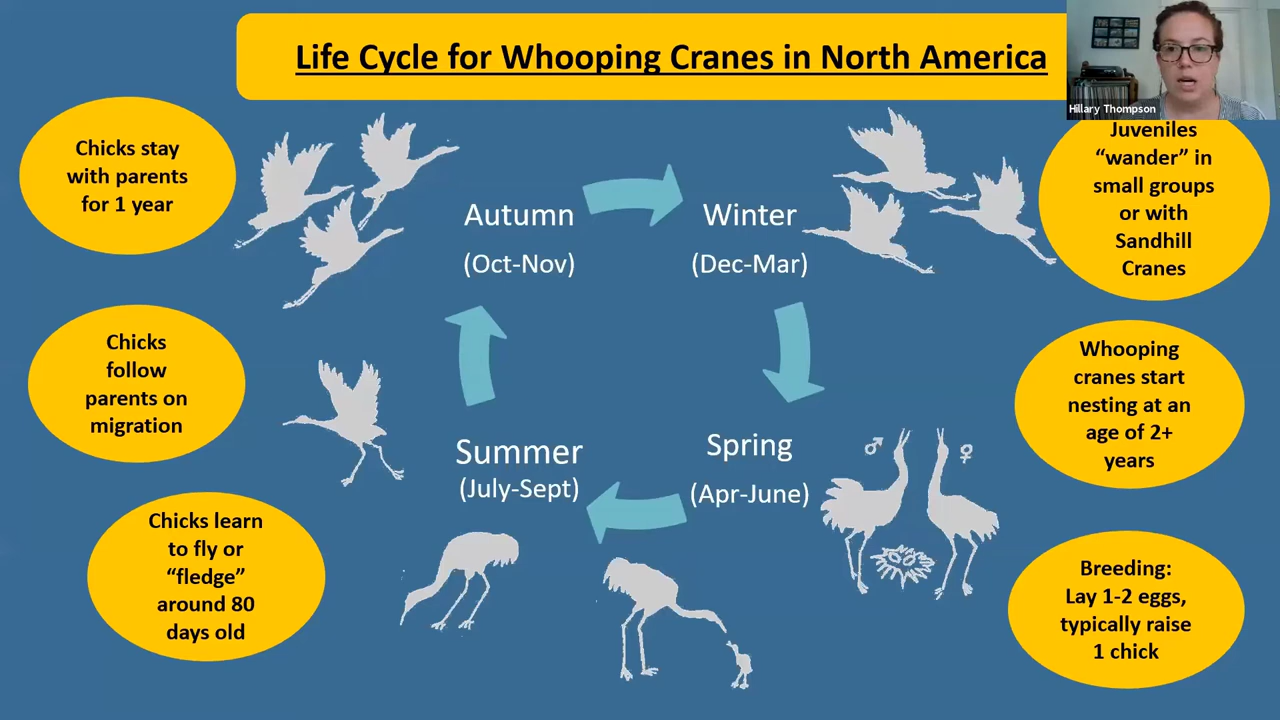 Life Cycle for Whooping Cranes in North America
Hillary Thompson
Chicks stay
with parents
for 1 year
Autumn
(Oct-Nov)
Winter
(Dec-Mar)
Juveniles
“wander” in
small groups
or with
Sandhill
Cranes
Chicks
follow
parents on
migration
Whooping
cranes start
nesting at an
age of 2+
years
Summer
(July-Sept)
Spring
(Apr-June)
♂
♀
Chicks learn
to fly or
“fledge”
around 80
days old
Breeding:
Lay 1-2 eggs,
typically raise
1 chick